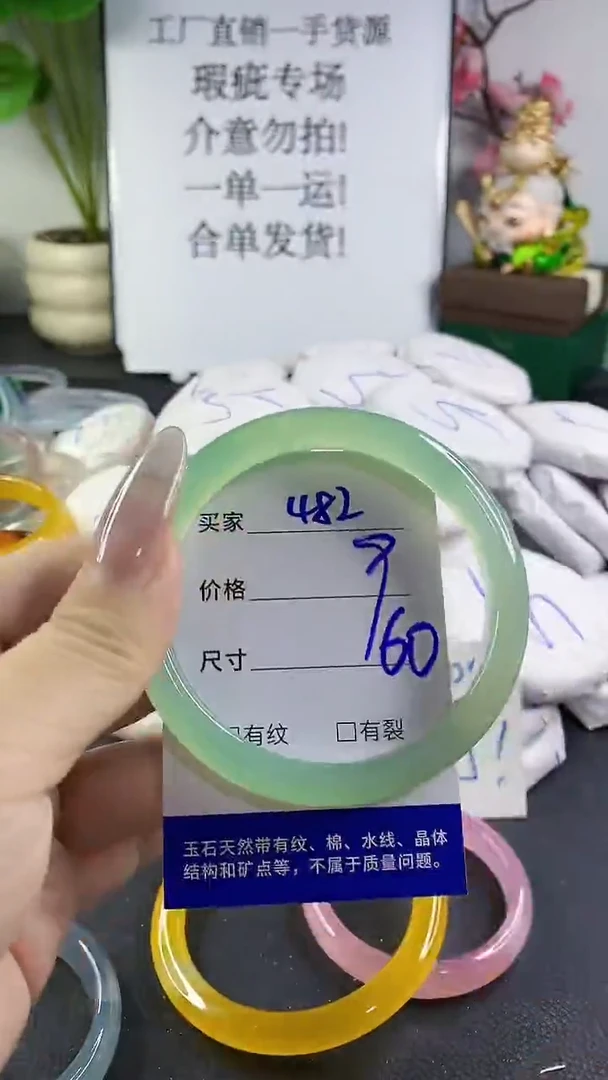 工厂直销一手货源
瑕疵专场
介意勿拍!
一单一运!
合单发货!
买家 482
价格
尺寸 60
有纹 □有裂
玉石天然带有纹、棉、水线、晶体
结构和矿点等，不属于质量问题。